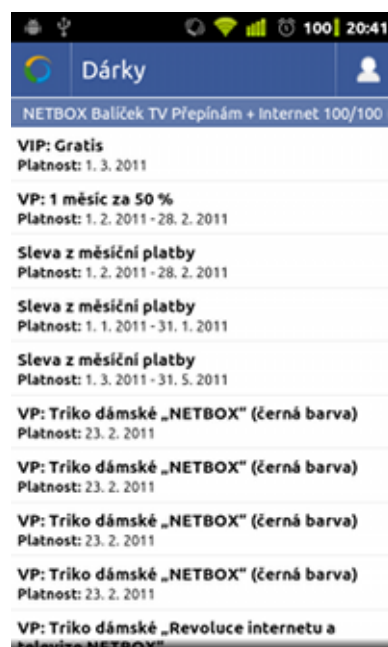 100 20:41
Dárky
NETBOX Balíček TV Přepínám + Internet 100/100
VIP: Gratis
Platnost: 1. 3. 2011
VP: 1 měsíc za 50 %
Platnost: 1. 2. 2011 - 28. 2. 2011
Sleva z měsíční platby
Platnost: 1. 2. 2011 - 28. 2. 2011
Sleva z měsíční platby
Platnost: 1. 1. 2011 - 31. 1. 2011
Sleva z měsíční platby
Platnost: 1. 3. 2011 - 31. 5. 2011
VP: Triko dámské „NETBOX“ (černá barva)
Platnost: 23. 2. 2011
VP: Triko dámské „NETBOX“ (černá barva)
Platnost: 23. 2. 2011
VP: Triko dámské „NETBOX“ (černá barva)
Platnost: 23. 2. 2011
VP: Triko dámské „NETBOX“ (černá barva)
Platnost: 23. 2. 2011
VP: Triko dámské „Revoluce internetu a
televize NETBOX“